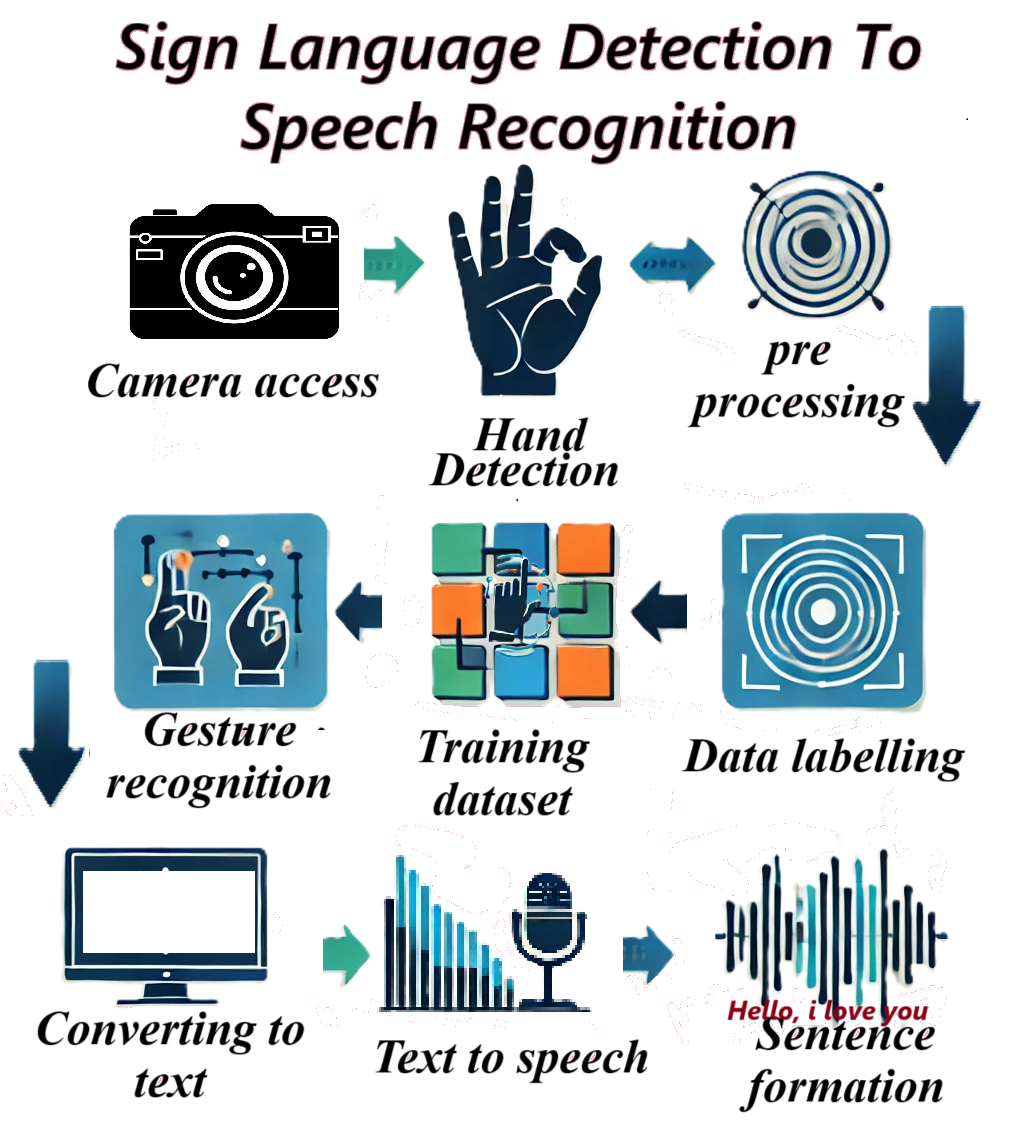 Sign Language Detection To
Speech Recognition
Camera access
Hand
Detection
pre
processing
Gesture
recognition
Training
dataset
Data labelling
Converting to
text
Text to speech
Hello, i love you
Sentence
formation